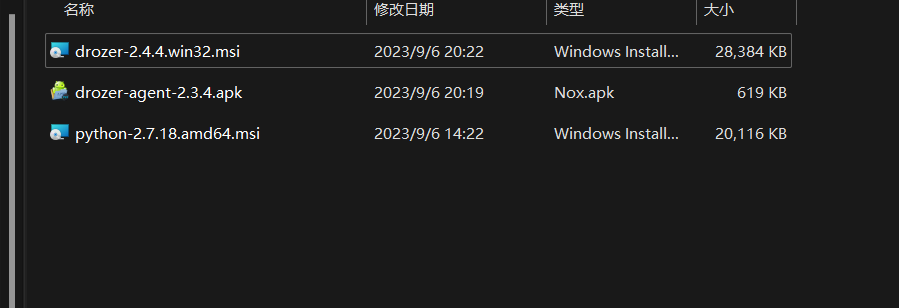 名称 修改日期 类型 大小
drozer-2.4.4.win32.msi 2023/9/6 20:22 Windows Install... 28,384 KB
drozer-agent-2.3.4.apk 2023/9/6 20:19 Nox.apk 619 KB
python-2.7.18.amd64.msi 2023/9/6 14:22 Windows Install... 20,116 KB